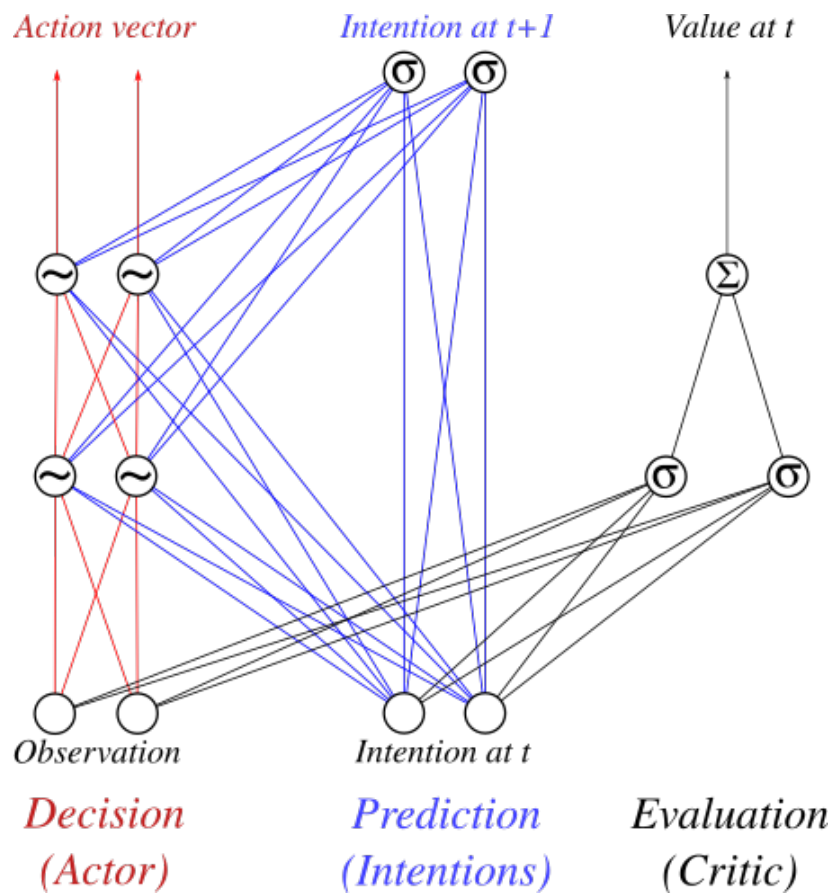 Action vector
Intention at t+1
Value at t
σ
σ
~
~
Σ
~
~
σ
σ
Observation
Intention at t
Decision
(Actor)
Prediction
(Intentions)
Evaluation
(Critic)